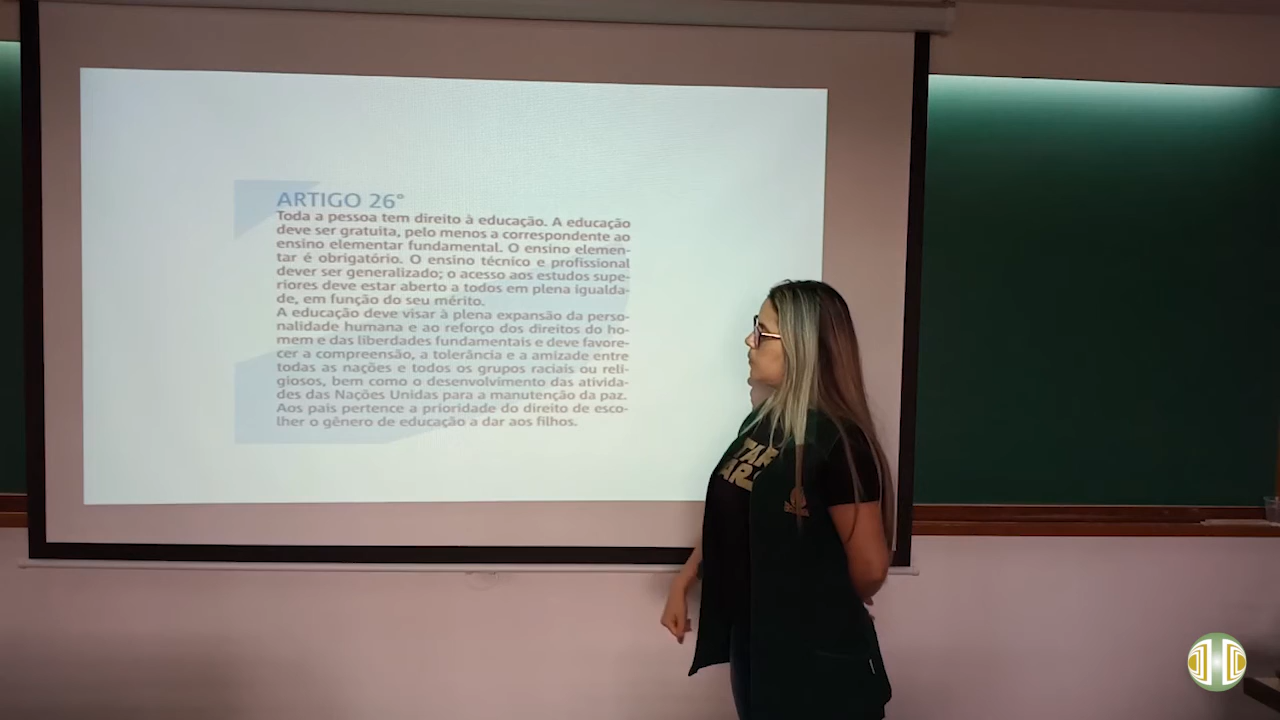 ARTIGO 26°
Toda a pessoa tem direito à educação. A educação
deve ser gratuita, pelo menos a correspondente ao
ensino elementar fundamental. O ensino elemen-
tar é obrigatório. O ensino técnico e profissional
dever ser generalizado; o acesso aos estudos supe-
riores deve estar aberto a todos em plena igualda-
de, em função do seu mérito.
A educação deve visar à plena expansão da perso-
nalidade humana e ao reforço dos direitos do ho-
mem e das liberdades fundamentais e deve favore-
cer a compreensão, a tolerância e a amizade entre
todas as nações e todos os grupos raciais ou reli-
giosos, bem como o desenvolvimento das ativida-
des das Nações Unidas para a manutenção da paz.
Aos pais pertence a prioridade do direito de esco-
lher o gênero de educação a dar aos filhos.
TAR
AR